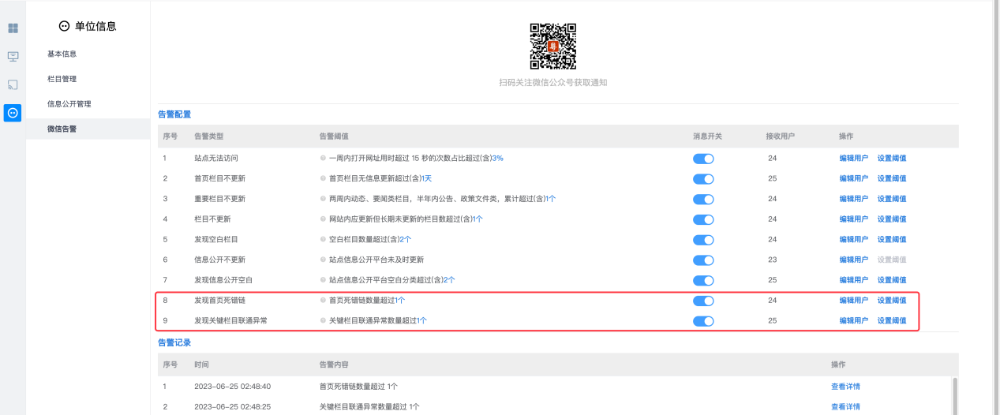 单位信息
基本信息
栏目管理
信息公开管理
微信告警
粤
扫码关注微信公众号获取通知
告警配置
序号 告警类型 告警阈值 消息开关 接收用户 操作
1 站点无法访问 一周内打开网址用时超过 15 秒的次数占比超过(含)3% 24 编辑用户 设置阈值
2 首页栏目不更新 首页栏目无信息更新超过(含)1天 25 编辑用户 设置阈值
3 重要栏目不更新 两周内动态、要闻类栏目，半年内公告、政策文件类，累计超过(含)1个 24 编辑用户 设置阈值
4 栏目不更新 网站内应更新但长期未更新的栏目数超过(含)1个 24 编辑用户 设置阈值
5 发现空白栏目 空白栏目数量超过(含)2个 24 编辑用户 设置阈值
6 信息公开不更新 站点信息公开平台未及时更新 23 编辑用户 设置阈值
7 发现信息公开空白 站点信息公开平台空白分类超过(含)2个 25 编辑用户 设置阈值
8 发现首页死错链 首页死错链数量超过1个 24 编辑用户 设置阈值
9 发现关键栏目联通异常 关键栏目联通异常数量超过1个 25 编辑用户 设置阈值
告警记录
序号 时间 告警内容 操作
1 2023-06-25 02:48:40 首页死错链数量超过 1个 查看详情
2 2023-06-25 02:48:25 关键栏目联通异常数量超过 1个 查看详情